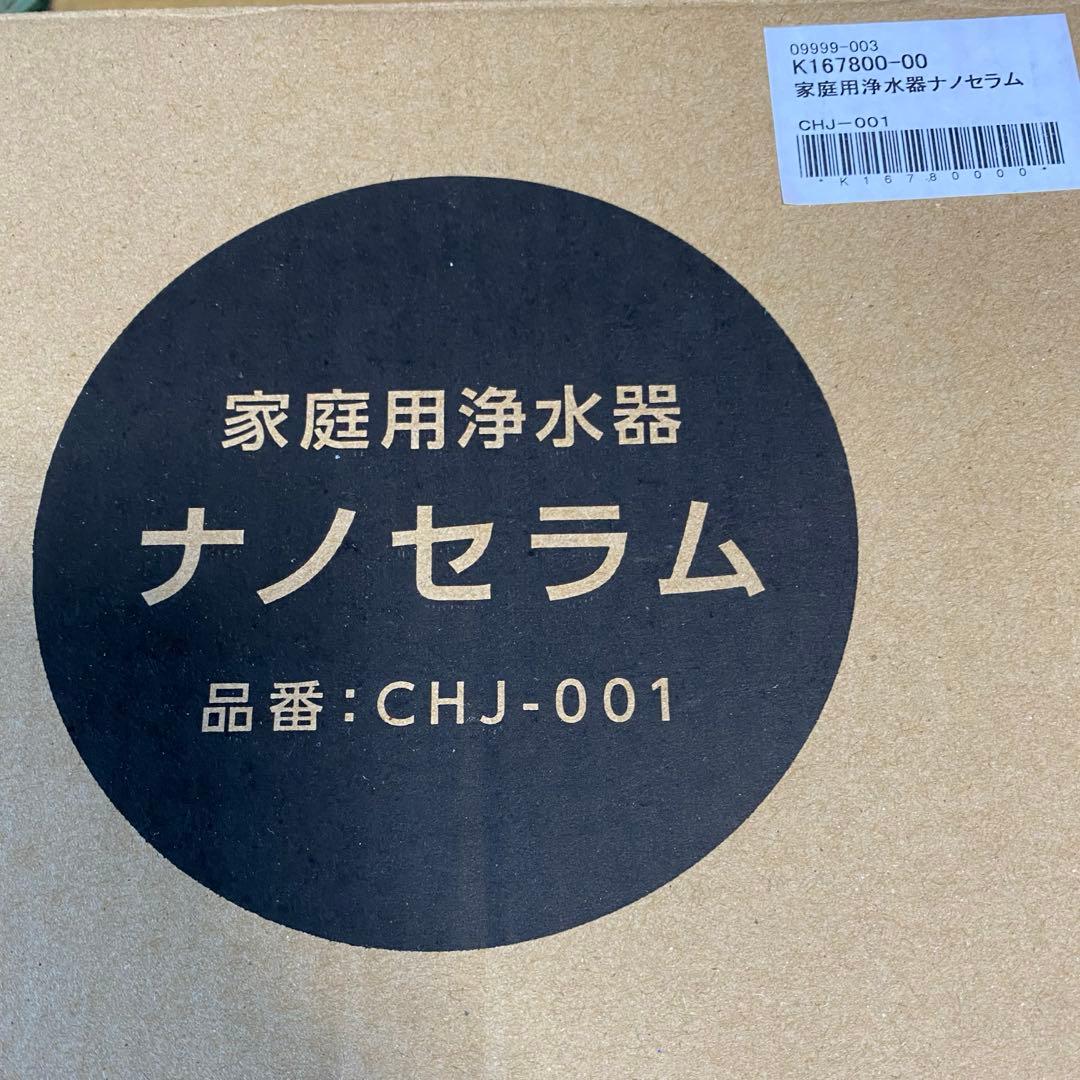 09999-003
K167800-00
家庭用浄水器ナノセラム
CHJ-001
*K16780000*
家庭用浄水器
ナノセラム
品番:CHJ-001